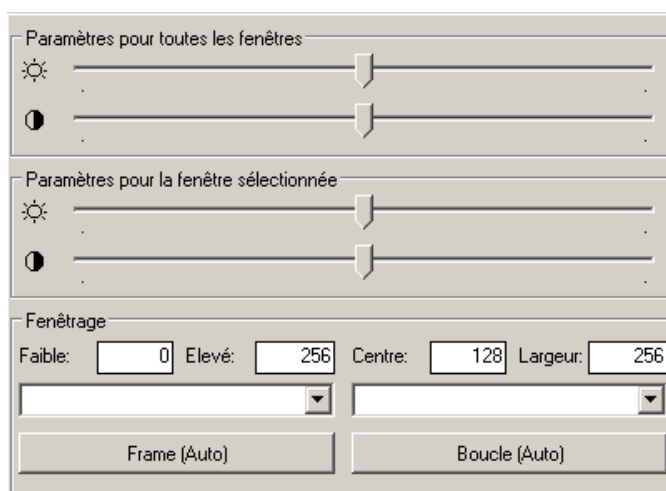 Paramètres pour toutes les fenêtres
Paramètres pour la fenêtre sélectionnée
Fenêtrage
Faible: 0 Elevé: 256 Centre: 128 Largeur: 256
Frame (Auto) Boucle (Auto)